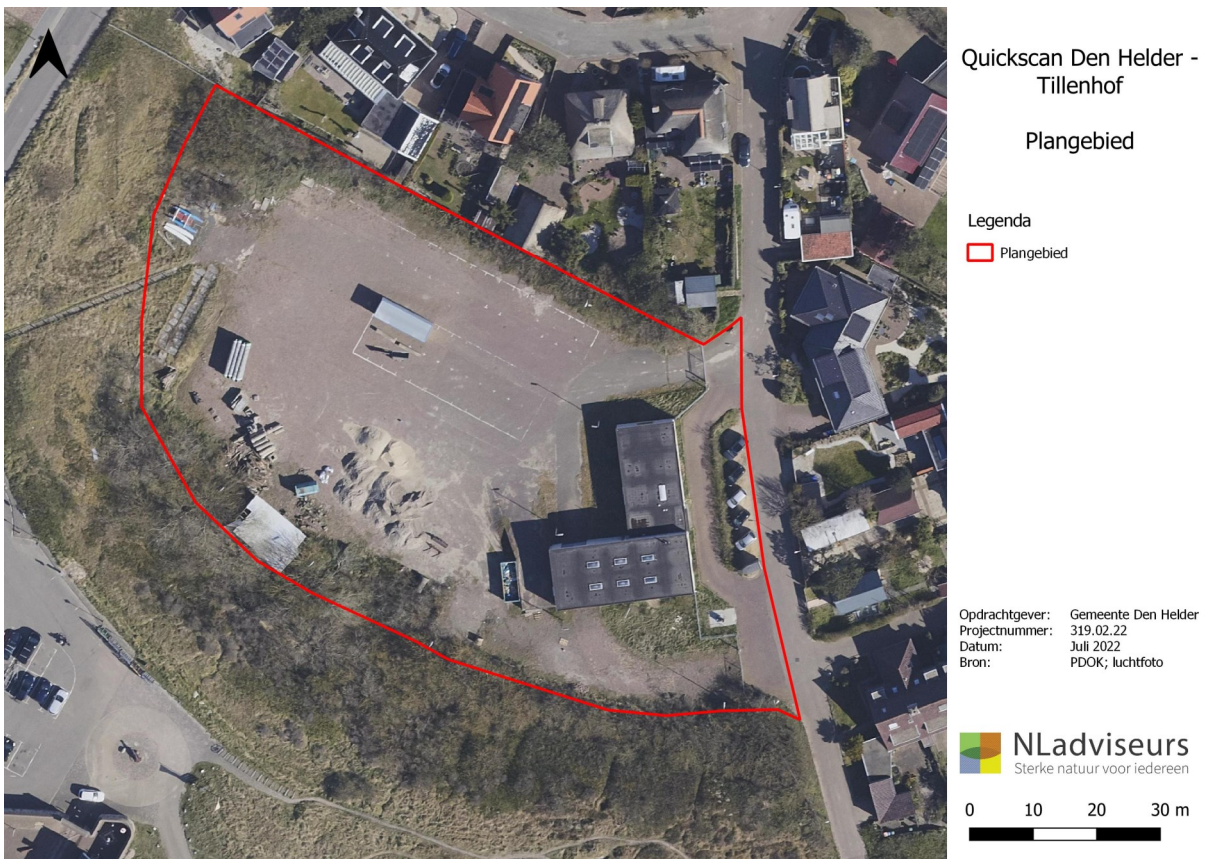 Quickscan Den Helder -
Tillenhof
Plangebied
Legenda
Plangebied
Opdrachtgever: Gemeente Den Helder
Projectnummer: 319.02.22
Datum: Juli 2022
Bron: PDOK; luchtfoto
NLadviseurs
Sterke natuur voor iedereen
0 10 20 30 m